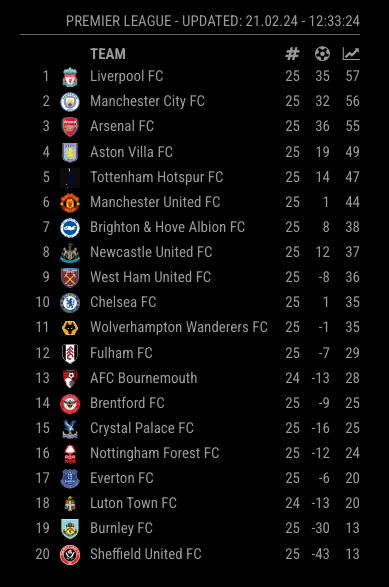 PREMIER LEAGUE - UPDATED: 21.02.24 - 12:33:24
TEAM #
1 Liverpool FC 25 35 57
2 Manchester City FC 25 32 56
3 Arsenal FC 25 36 55
4 Aston Villa FC 25 19 49
5 Tottenham Hotspur FC 25 14 47
6 Manchester United FC 25 1 44
7 Brighton & Hove Albion FC 25 8 38
8 Newcastle United FC 25 12 37
9 West Ham United FC 25 -8 36
10 Chelsea FC 25 1 35
11 Wolverhampton Wanderers FC 25 -1 35
12 Fulham FC 25 -7 29
13 AFC Bournemouth 24 -13 28
14 Brentford FC 25 -9 25
15 Crystal Palace FC 25 -16 25
16 Nottingham Forest FC 25 -12 24
17 Everton FC 25 -6 20
18 Luton Town FC 24 -13 20
19 Burnley FC 25 -30 13
20 Sheffield United FC 25 -43 13